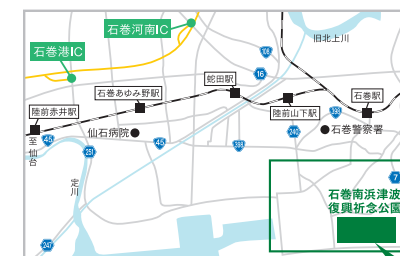 石巻河南IC
旧北上川
石巻港IC
108
16
蛇田駅
石巻あゆみ野駅
石巻駅
陸前赤井駅
陸前山下駅
至仙台
45
仙石病院
45
240
石巻警察署
251
398
定川
7
石巻南浜津波
復興祈念公園
247